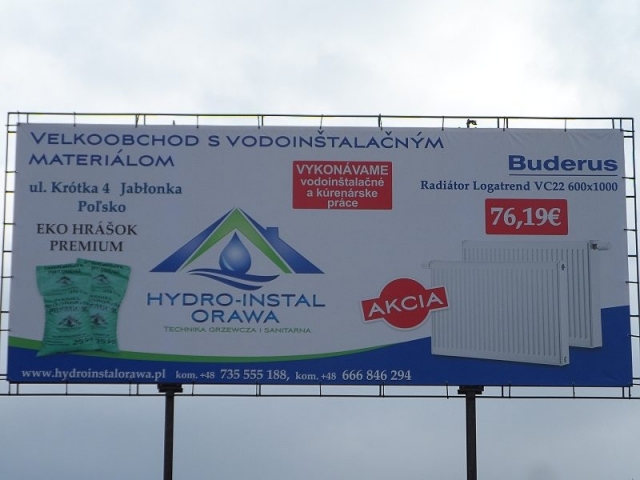 VELKOOBCHOD S VODOINŠTALAČNÝM
MATERIÁLOM
ul. Krótka 4 Jabłonka
Poľsko
EKO HRÁŠOK
PREMIUM
VYKONÁVAME
vodoinštalačné
a kúrenárske
práce
Buderus
Radiátor Logatrend VC22 600x1000
76,19€
HYDRO-INSTAL
ORAWA
TECHNIKA GRZEWCZA I SANITARNA
AKCIA
www.hydroinstalorawa.pl kom. +48 735 555 188, kom. +48 666 846 294